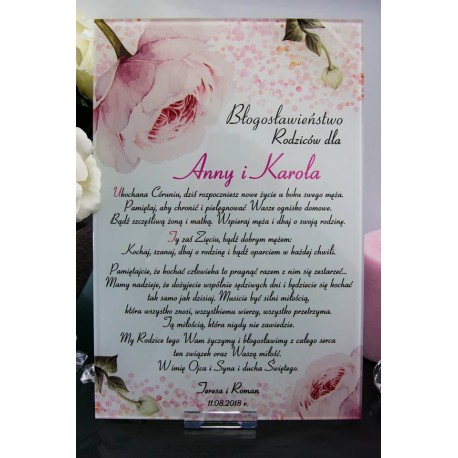 Błogosławieństwo
Rodziców dla
Anny i Karola
Ukochana Córuniu, dziś rozpoczniesz nowe życie u boku swego męża.
Pamiętaj, aby chronić i pielęgnować Wasze ognisko domowe.
Bądź szczęśliwą żoną i matką. Wspieraj męża i dbaj o swoją rodzinę.
Ty zaś Zięciu, bądź dobrym mężem:
Kochaj, szanuj, dbaj o rodzinę i bądź oparciem w każdej chwili.
Pamiętajcie, że kochać człowieka to pragnąć razem z nim się zestarzeć...
Mamy nadzieje, że dożyjecie wspólnie sędziwych dni i będziecie się kochać
tak samo jak dzisiaj. Musicie być silni miłością,
która wszystko znosi, wszystkiemu wierzy, wszystko przetrzyma.
Tą miłością, która nigdy nie zawiedzie.
My Rodzice tego Wam życzymy i błogosławimy z całego serca
ten związek oraz Waszą miłość.
W imię Ojca i Syna i ducha Świętego.
Teresa i Roman
11.08.2018 r.